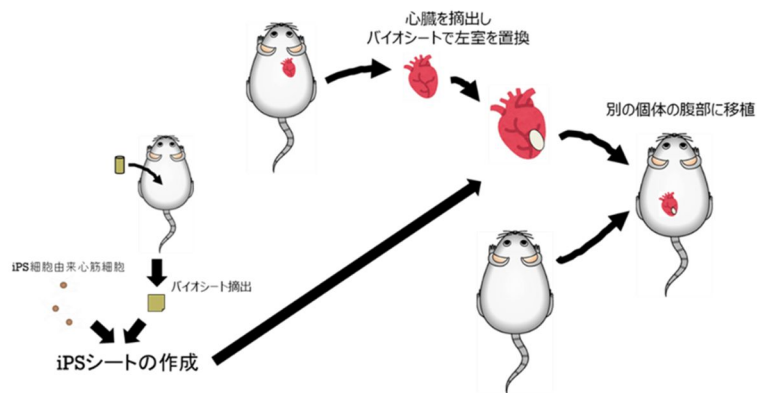 心臓を摘出し
バイオシートで左室を置換
別の個体の腹部に移植
iPS細胞由来心筋細胞
バイオシート摘出
iPSシートの作成